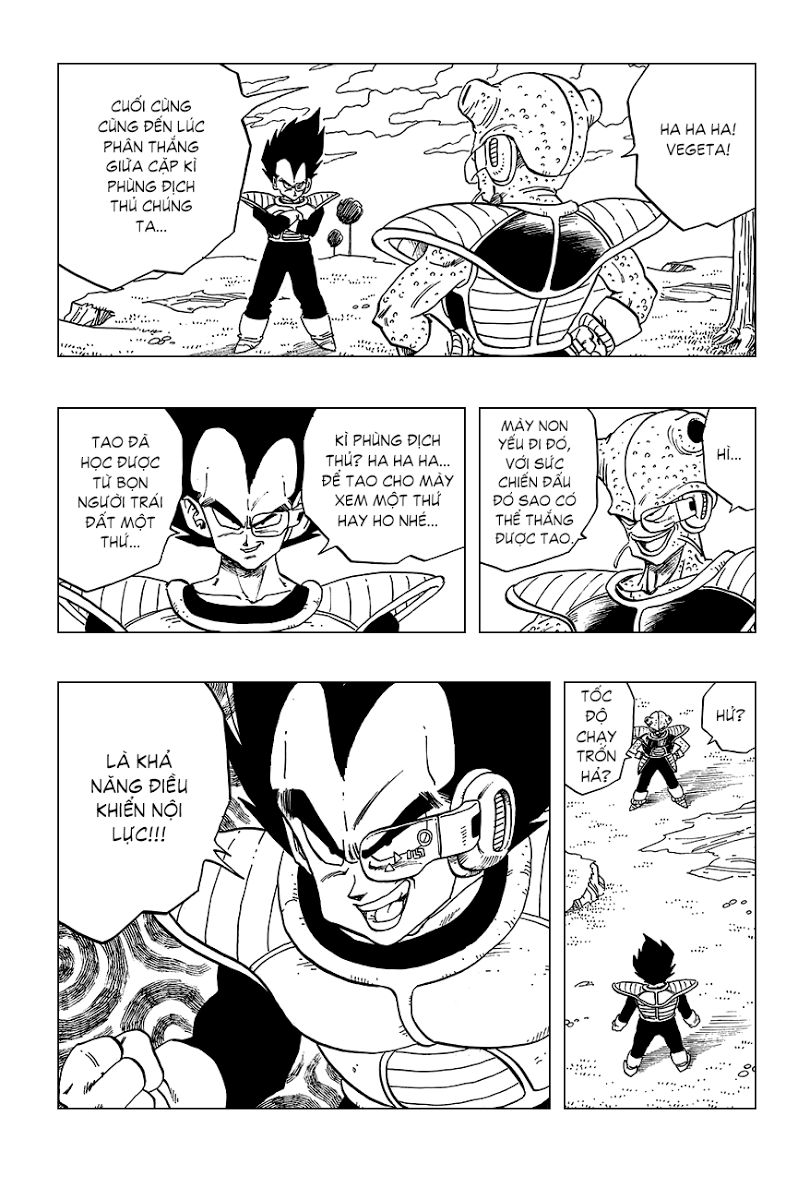 HA HA HA!
VEGETA!
CUỐI CÙNG
CŨNG ĐẾN LÚC
PHÂN THẮNG
GIỮA CẶP KÌ
PHÙNG ĐỊCH
THỦ CHÚNG
TA...
HÌ...
MÀY NON
YẾU ĐI ĐÓ,
VỚI SỨC
CHIẾN ĐẤU
ĐÓ SAO CÓ
THỂ THẮNG
ĐƯỢC TAO.
KÌ PHÙNG ĐỊCH
THỦ? HA HA HA...
ĐỂ TAO CHO MÀY
XEM MỘT THỨ
HAY HO NHÉ...
TAO ĐÃ
HỌC ĐƯỢC
TỪ BỌN
NGƯỜI TRÁI
ĐẤT MỘT
THỨ...
HỬ?
TỐC
ĐỘ
CHẠY
TRỐN
HẢ?
LÀ KHẢ
NĂNG ĐIỀU
KHIỂN NỘI
LỰC!!!